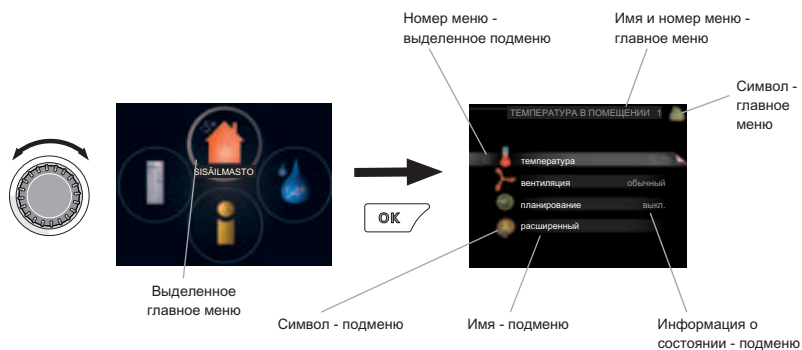 Номер меню -
выделенное подменю
Имя и номер меню -
главное меню
Символ -
главное
меню
-5°
SISÄILMASTO
OK
ТЕМПЕРАТУРА В ПОМЕЩЕНИИ 1
температура
вентиляция обычный
планирование выкл.
расширенный
Выделенное
главное меню
Символ - подменю
Имя - подменю
Информация о
состоянии - подменю